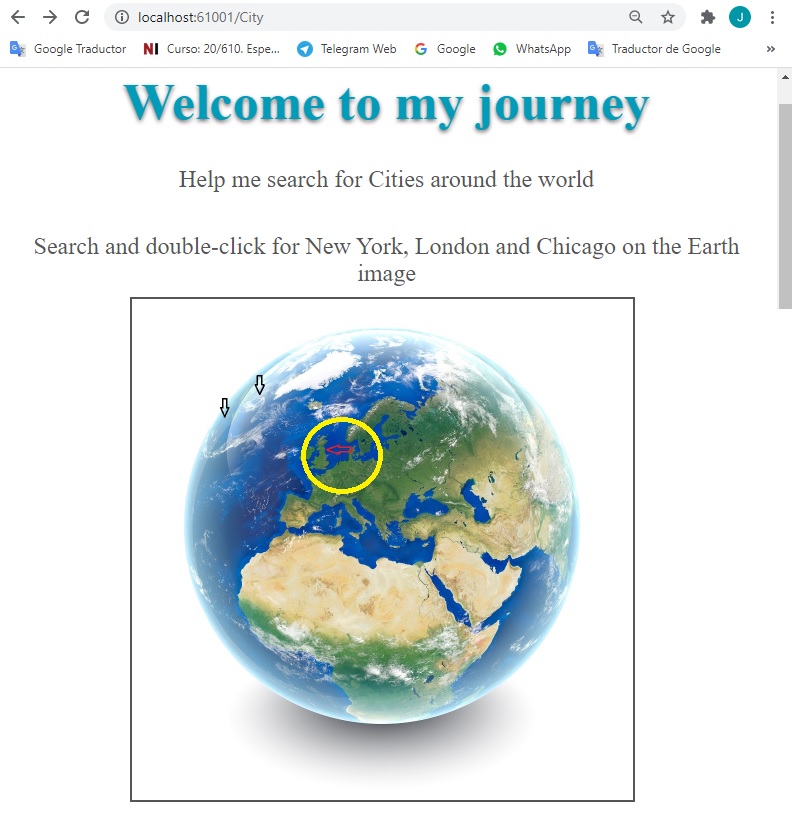 localhost:61001/City
J
Google Traductor NI Curso: 20/610. Espe... Telegram Web G Google WhatsApp Traductor de Google »
Welcome to my journey
Help me search for Cities around the world
Search and double-click for New York, London and Chicago on the Earth
image